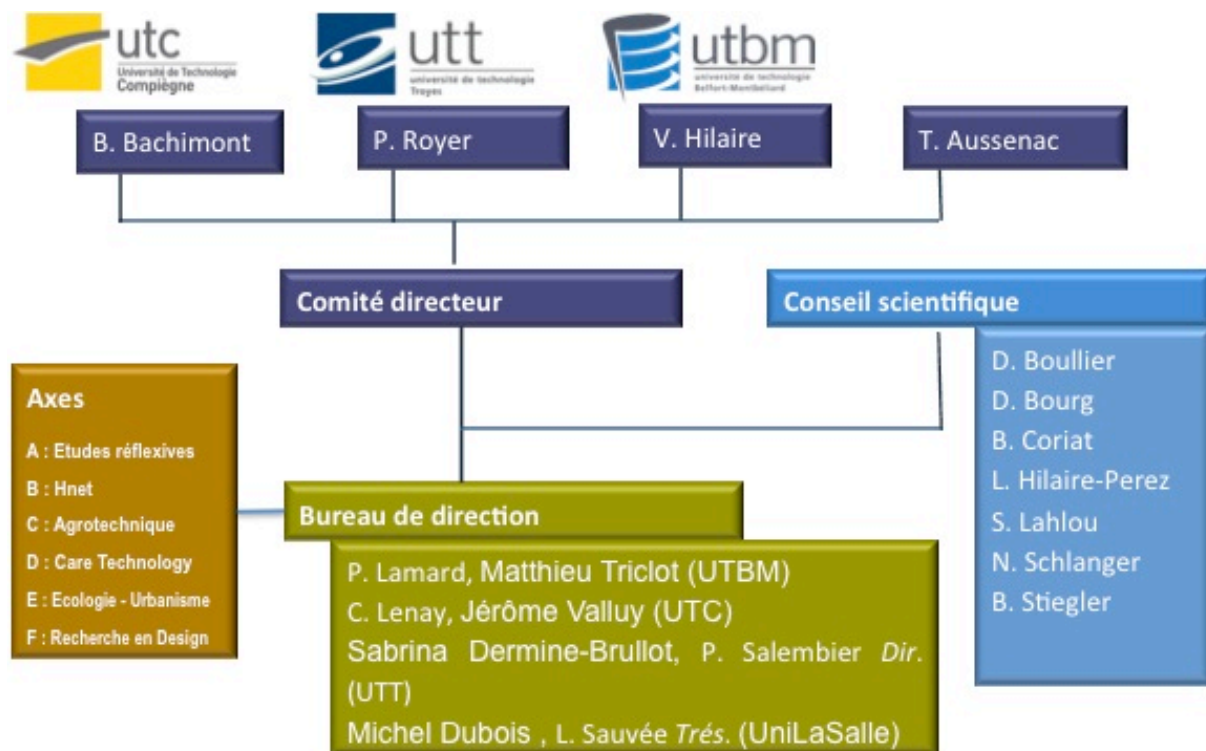 utc
Université de Technologie
Compiègne
utt
université de technologie
Troyes
utbm
université de technologie
Belfort-Montbéliard
B. Bachimont
P. Royer
V. Hilaire
T. Aussenac
Comité directeur
Conseil scientifique
D. Boullier
D. Bourg
B. Coriat
L. Hilaire-Perez
S. Lahlou
N. Schlanger
B. Stiegler
Axes
A : Etudes réflexives
B : Hnet
C : Agrotechnique
D : Care Technology
E : Ecologie - Urbanisme
F : Recherche en Design
Bureau de direction
P. Lamard, Matthieu Triclot (UTBM)
C. Lenay, Jérôme Valluy (UTC)
Sabrina Dermine-Brullot, P. Salembier Dir.
(UTT)
Michel Dubois , L. Sauvée Trés. (UniLaSalle)